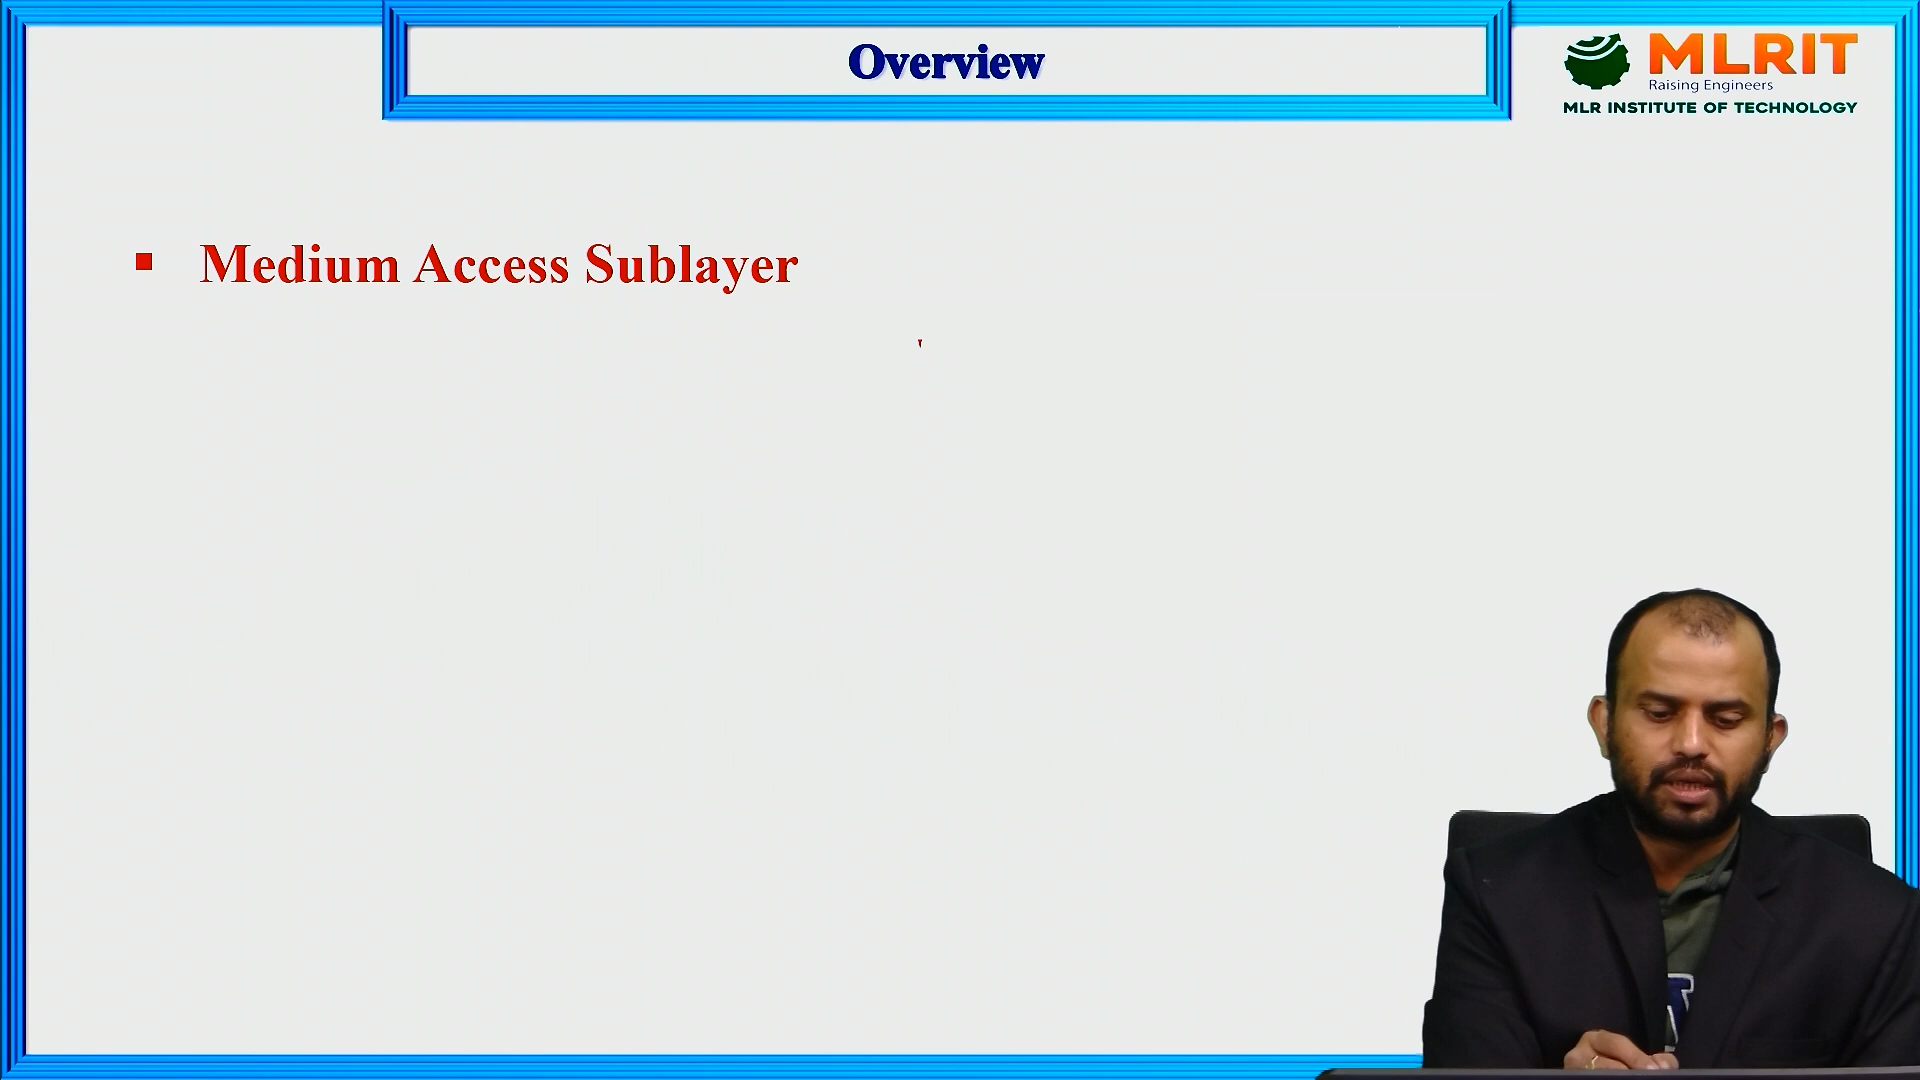 Overview
MLRIT
Raising Engineers
MLR INSTITUTE OF TECHNOLOGY
▪ Medium Access Sublayer